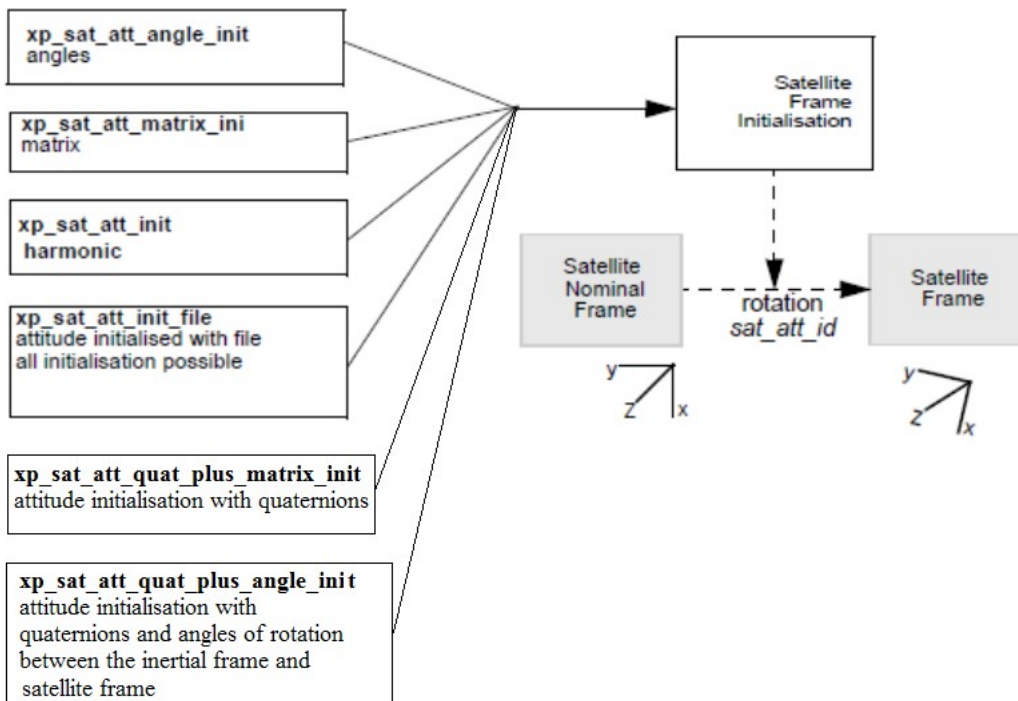 xp_sat_att_angle_init
angles
xp_sat_att_matrix_ini
matrix
xp_sat_att_init
harmonic
xp_sat_att_init_file
attitude initialised with file
all initialisation possible
xp_sat_att_quat_plus_matrix_init
attitude initialisation with quaternions
xp_sat_att_quat_plus_angle_init
attitude initialisation with
quaternions and angles of rotation
between the inertial frame and
satellite frame
Satellite
Frame
Initialisation
Satellite
Nominal
Frame
rotation
sat_att_id
Satellite
Frame
y
Z
x
y
z
x